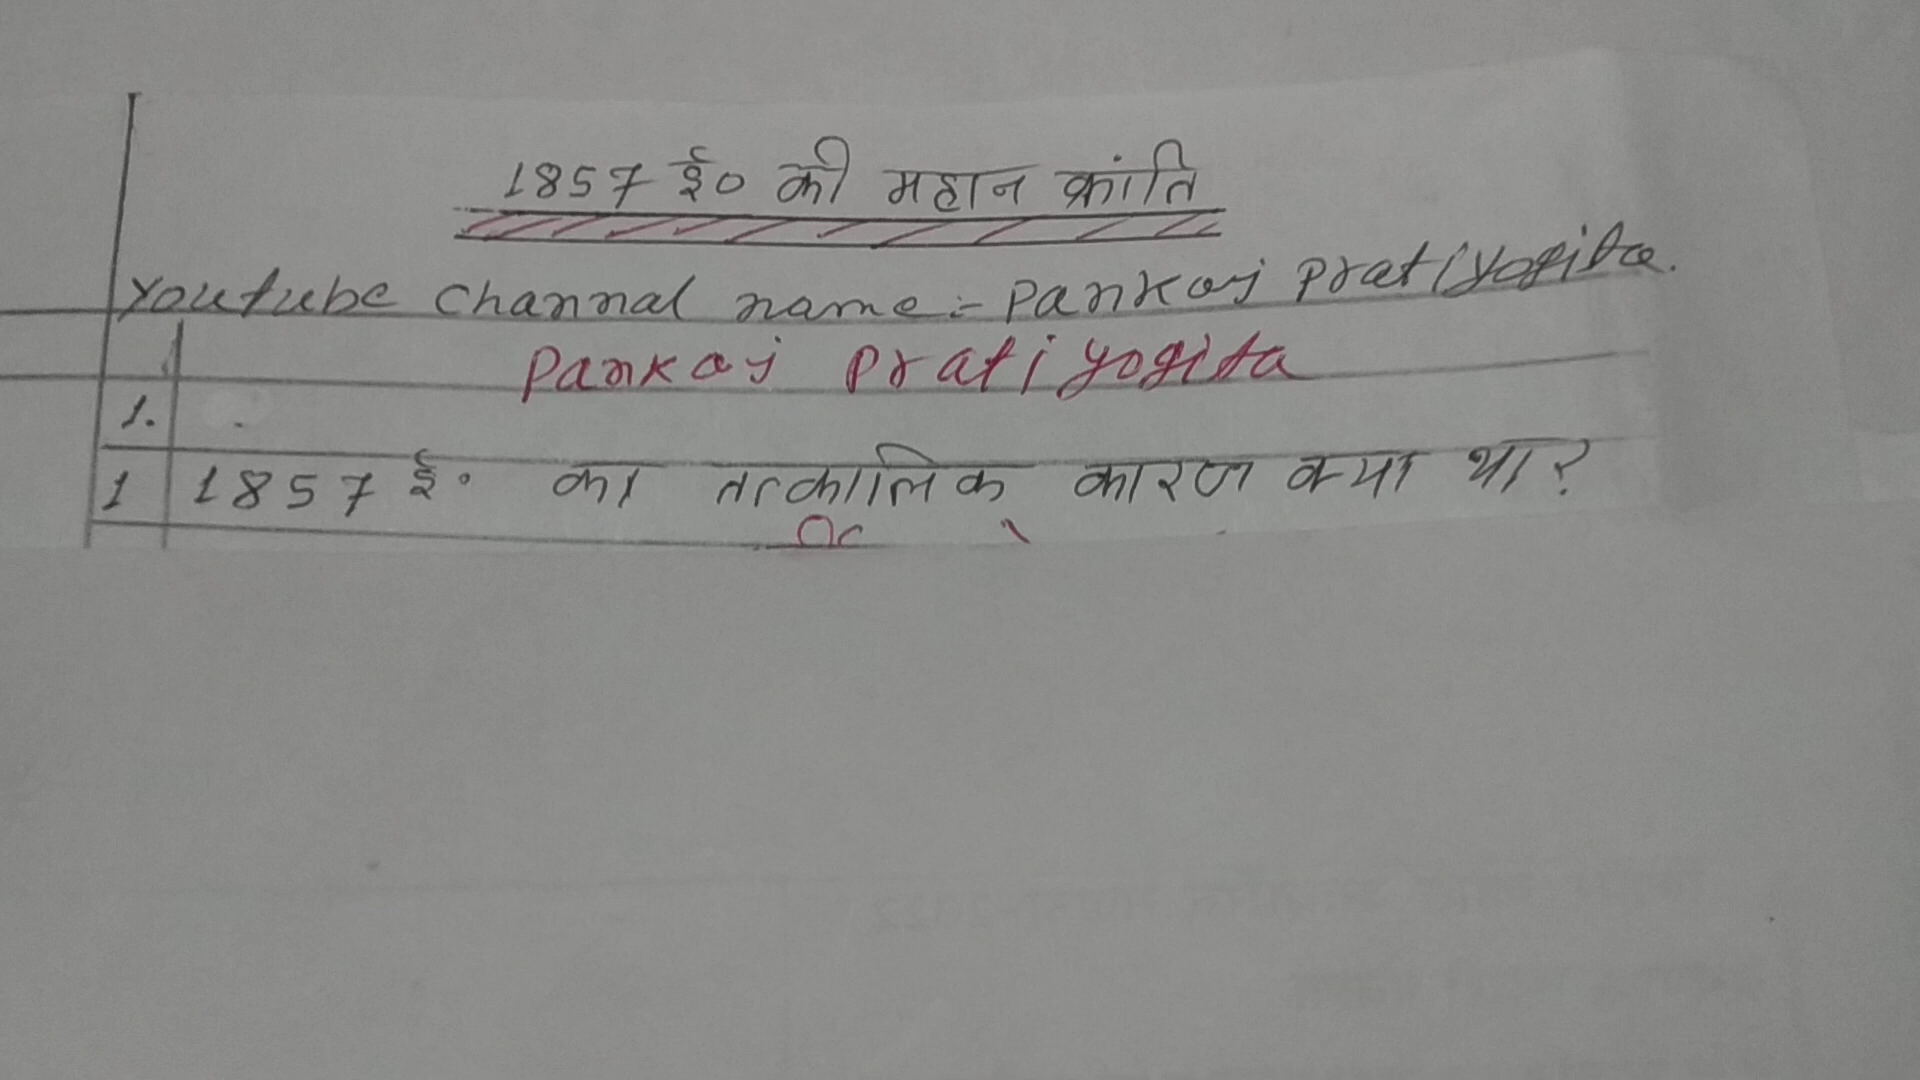 1857 ई० की महान क्रांति
Youtube Channal name :- Pankaj Pratiyogita.
Pankaj Pratiyogita
1.
1 1857 ई० का तत्कालिक कारण क्या था?